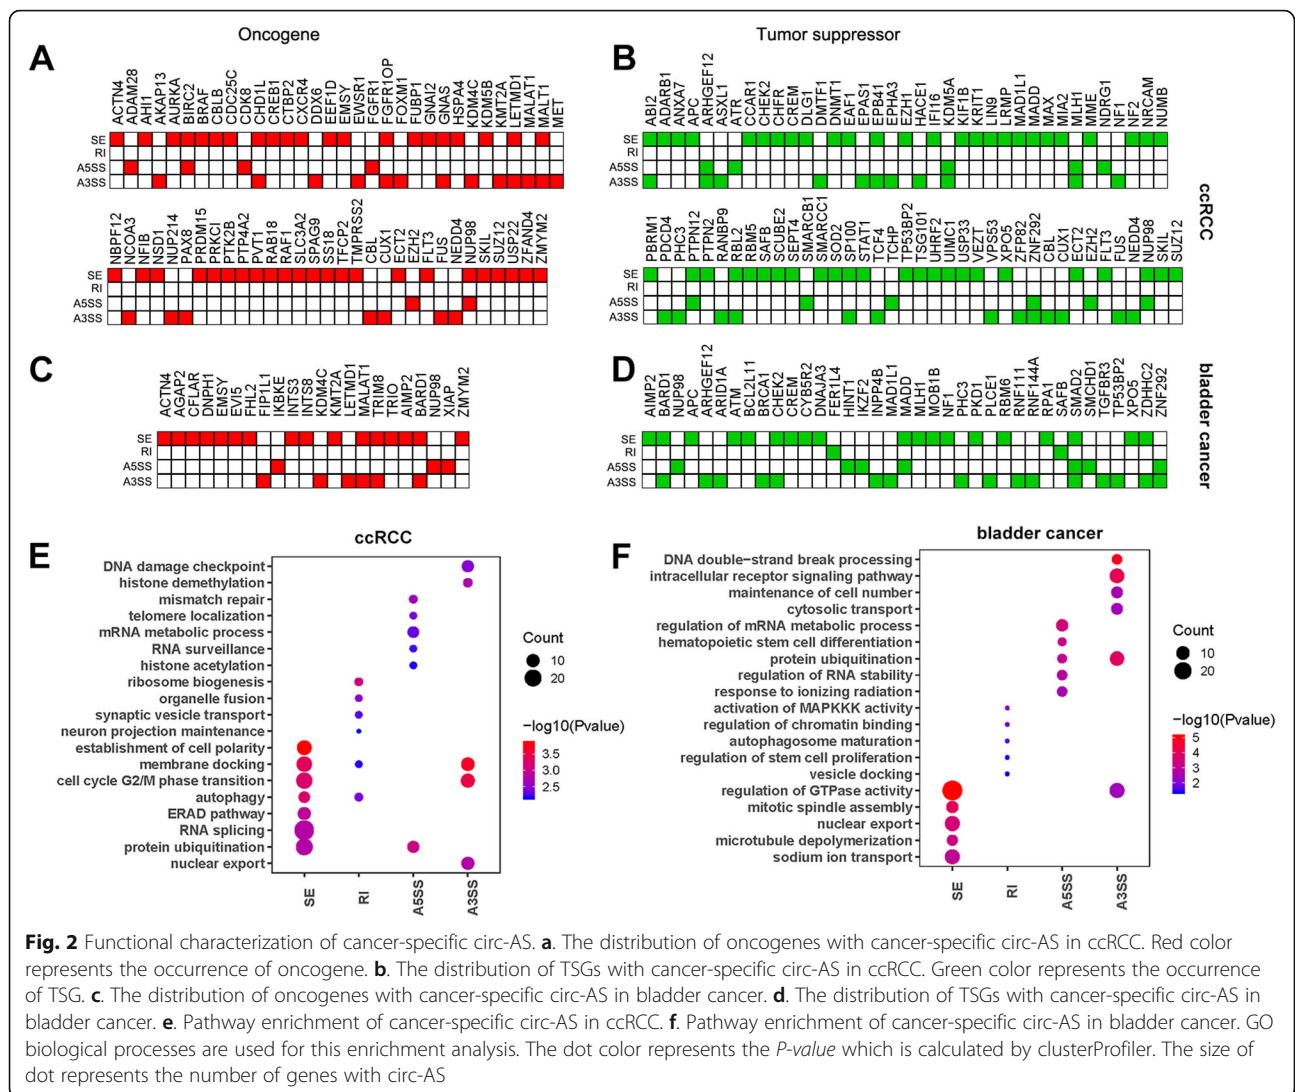 Oncogene
Tumor suppressor
A
ACTN4 ADAM28 AHI1 AKAP13 AURKA BIRC2 BRAF CBLB CDC25C CDK8 CHD1L CREB1 CTBP2 CXCR4 DDX6 EEF1D EMSY EWSR1 FGFR1 FGFR1OP FOXM1 FUBP1 GNAI2 GNAS HSPA4 KDM4C KDM5B KMT2A LETMD1 MALAT1 MALT1 MET
SE
RI
A5SS
A3SS
NBPF12 NCOA3 NFIB NSD1 NUP214 PAX8 PRDM15 PRKCI PTK2B PTP4A2 PVT1 RAB18 RAF1 SLC3A2 SPAG9 SS18 TFCP2 TMPRSS2 CBL CUX1 ECT2 EZH2 FLT3 FUS NEDD4 NUP98 SKIL SUZ12 USP22 ZFAND4 ZMYM2
SE
RI
A5SS
A3SS
B
ABI2 ADARB1 ANXA7 APC ARHGEF12 ASXL1 ATR CCAR1 CHEK2 CHFR CREM DLG1 DMTF1 DNMT1 EAF1 EPAS1 EPB41 EPHA3 EZH1 HACE1 IFI16 KDM5A KIF1B KRIT1 LIN9 LRMP MAD1L1 MADD MAX MIA2 MLH1 MME NDRG1 NF1 NF2 NRCAM NUMB
SE
RI
A5SS
A3SS
PBRM1 PDCD4 PHC3 PTPN12 PTPN2 RANBP9 RBL2 RBM5 SAFB SCUBE2 SEPT4 SMARCB1 SMARCC1 SOD2 SP100 STAT1 TCF4 TCHP TP53BP2 TSG101 UHRF2 UIMC1 USP33 VEZT VPS53 XPO5 ZFP82 ZNF292 CBL CUX1 ECT2 EZH2 FLT3 FUS NEDD4 NUP98 SKIL SUZ12
SE
RI
A5SS
A3SS
ccRCC
C
ACTN4 AGAP2 CFLAR DNPH1 EMSY EVI5 FHL2 FIP1L1 IKBKE INTS3 INTS8 KDM4C KMT2A LETMD1 MALAT1 TRIM8 TRIO AIMP2 BARD1 NUP98 XIAP ZMYM2
SE
RI
A5SS
A3SS
D
AIMP2 BARD1 NUP98 APC ARHGEF12 ARID1A ATM BCL2L11 BRCA1 CHEK2 CREM CYB5R2 DNAJA3 FER1L4 HINT1 IKZF2 INPP4B MAD1L1 MADD MLH1 MOB1B NF1 PHC3 PKD1 PLCE1 RBM6 RNF111 RNF144A RPA1 SAFB SMAD2 SMCHD1 TGFBR3 TP53BP2 XPO5 ZDHHC2 ZNF292
SE
RI
A5SS
A3SS
bladder cancer
E
ccRCC
DNA damage checkpoint
histone demethylation
mismatch repair
telomere localization
mRNA metabolic process
RNA surveillance
histone acetylation
ribosome biogenesis
organelle fusion
synaptic vesicle transport
neuron projection maintenance
establishment of cell polarity
membrane docking
cell cycle G2/M phase transition
autophagy
ERAD pathway
RNA splicing
protein ubiquitination
nuclear export
SE RI A5SS A3SS
Count
10
20
−log10(Pvalue)
3.5
3.0
2.5
F
bladder cancer
DNA double−strand break processing
intracellular receptor signaling pathway
maintenance of cell number
cytosolic transport
regulation of mRNA metabolic process
hematopoietic stem cell differentiation
protein ubiquitination
regulation of RNA stability
response to ionizing radiation
activation of MAPKKK activity
regulation of chromatin binding
autophagosome maturation
regulation of stem cell proliferation
vesicle docking
regulation of GTPase activity
mitotic spindle assembly
nuclear export
microtubule depolymerization
sodium ion transport
SE RI A5SS A3SS
Count
10
20
−log10(Pvalue)
5
4
3
2
Fig. 2 Functional characterization of cancer-specific circ-AS. a. The distribution of oncogenes with cancer-specific circ-AS in ccRCC. Red color
represents the occurrence of oncogene. b. The distribution of TSGs with cancer-specific circ-AS in ccRCC. Green color represents the occurrence
of TSG. c. The distribution of oncogenes with cancer-specific circ-AS in bladder cancer. d. The distribution of TSGs with cancer-specific circ-AS in
bladder cancer. e. Pathway enrichment of cancer-specific circ-AS in ccRCC. f. Pathway enrichment of cancer-specific circ-AS in bladder cancer. GO
biological processes are used for this enrichment analysis. The dot color represents the P-value which is calculated by clusterProfiler. The size of
dot represents the number of genes with circ-AS